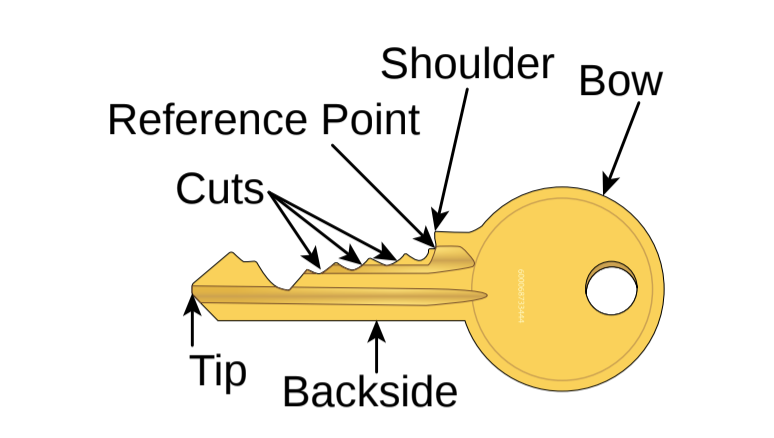 Shoulder
Bow
Reference Point
Cuts
Tip
Backside